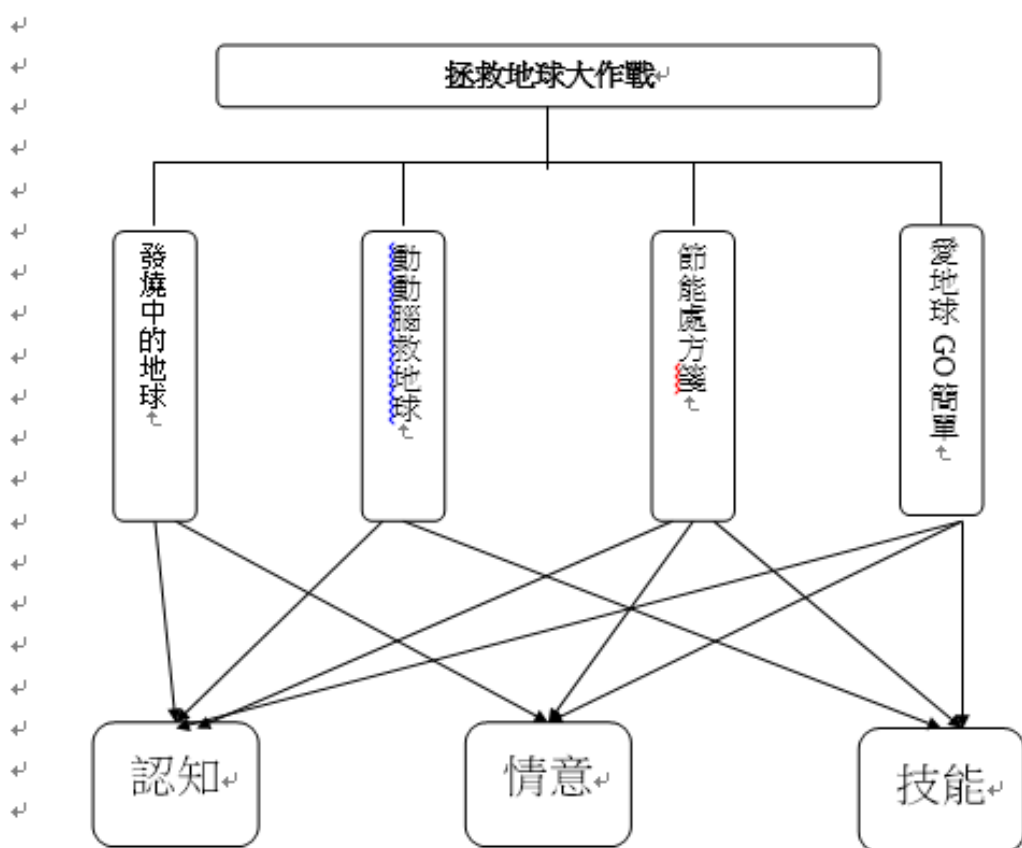 拯救地球大作戰
發燒中的地球
動動腦救地球
節能處方箋
愛地球 GO 簡單
認知
情意
技能